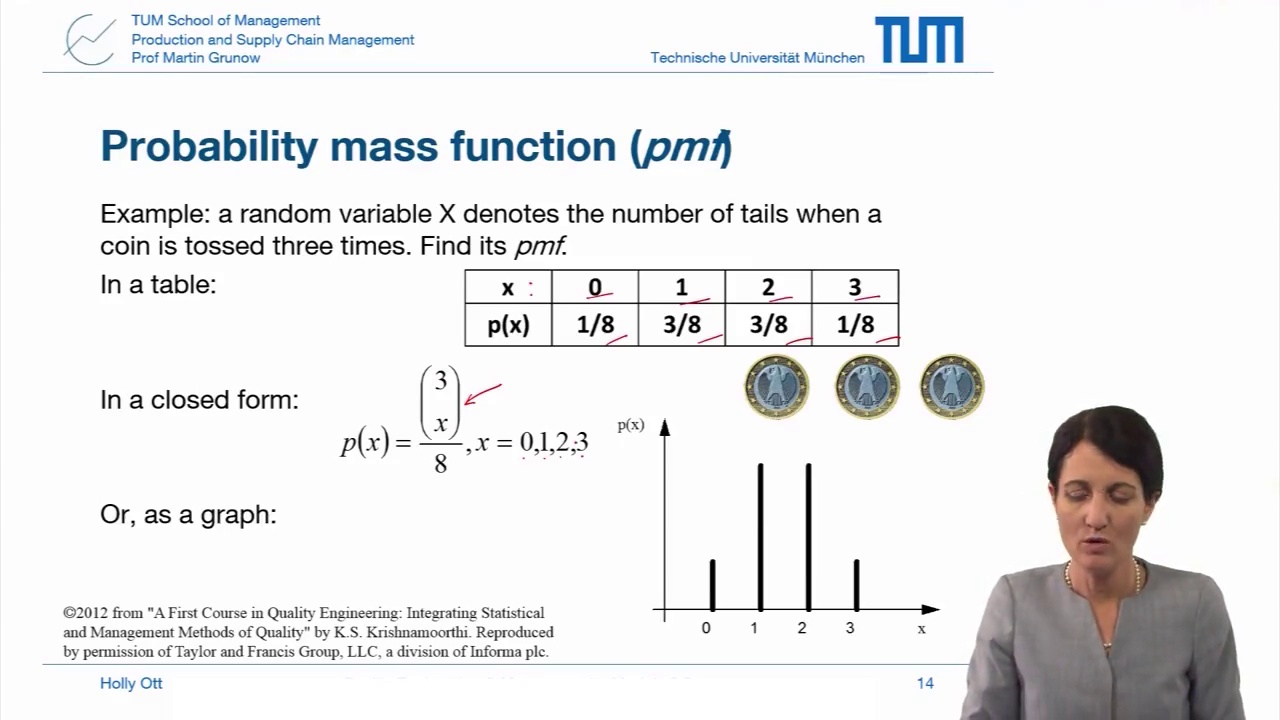 TUM School of Management
Production and Supply Chain Management
Prof Martin Grunow
Technische Universität München
TUM
Probability mass function (pmf)
Example: a random variable X denotes the number of tails when a
coin is tossed three times. Find its pmf.
In a table:
x : 0 1 2 3
p(x) 1/8 3/8 3/8 1/8
In a closed form:
p(x) = (3 x) / 8 , x = 0,1,2,3
p(x)
Or, as a graph:
0 1 2 3 x
©2012 from "A First Course in Quality Engineering: Integrating Statistical
and Management Methods of Quality" by K.S. Krishnamoorthi. Reproduced
by permission of Taylor and Francis Group, LLC, a division of Informa plc.
Holly Ott
14